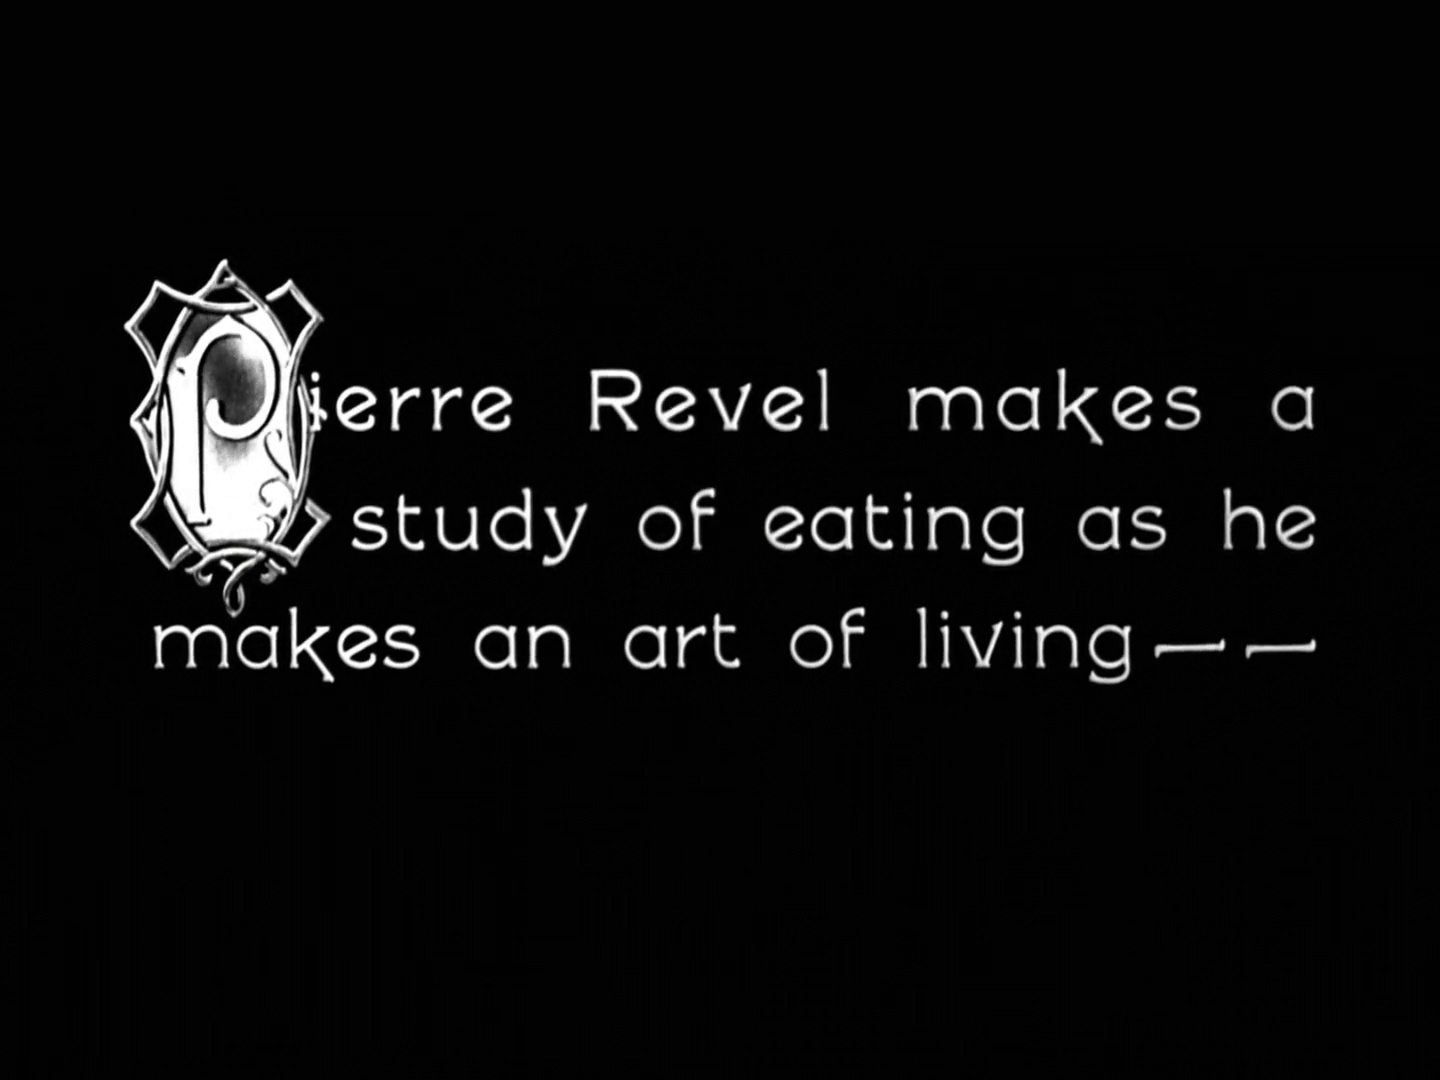 Pierre Revel makes a
study of eating as he
makes an art of living — —